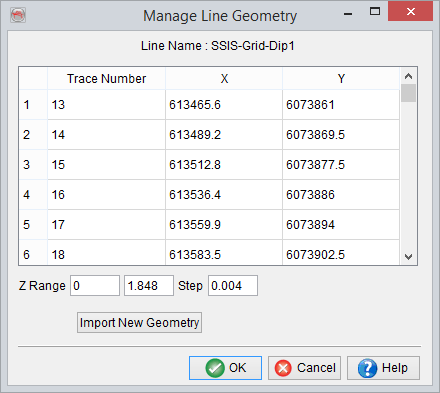 Manage Line Geometry
Line Name : SSIS-Grid-Dip1
Trace Number X Y
1 13 613465.6 6073861
2 14 613489.2 6073869.5
3 15 613512.8 6073877.5
4 16 613536.4 6073886
5 17 613559.9 6073894
6 18 613583.5 6073902.5
Z Range 0 1.848 Step 0.004
Import New Geometry
OK Cancel Help